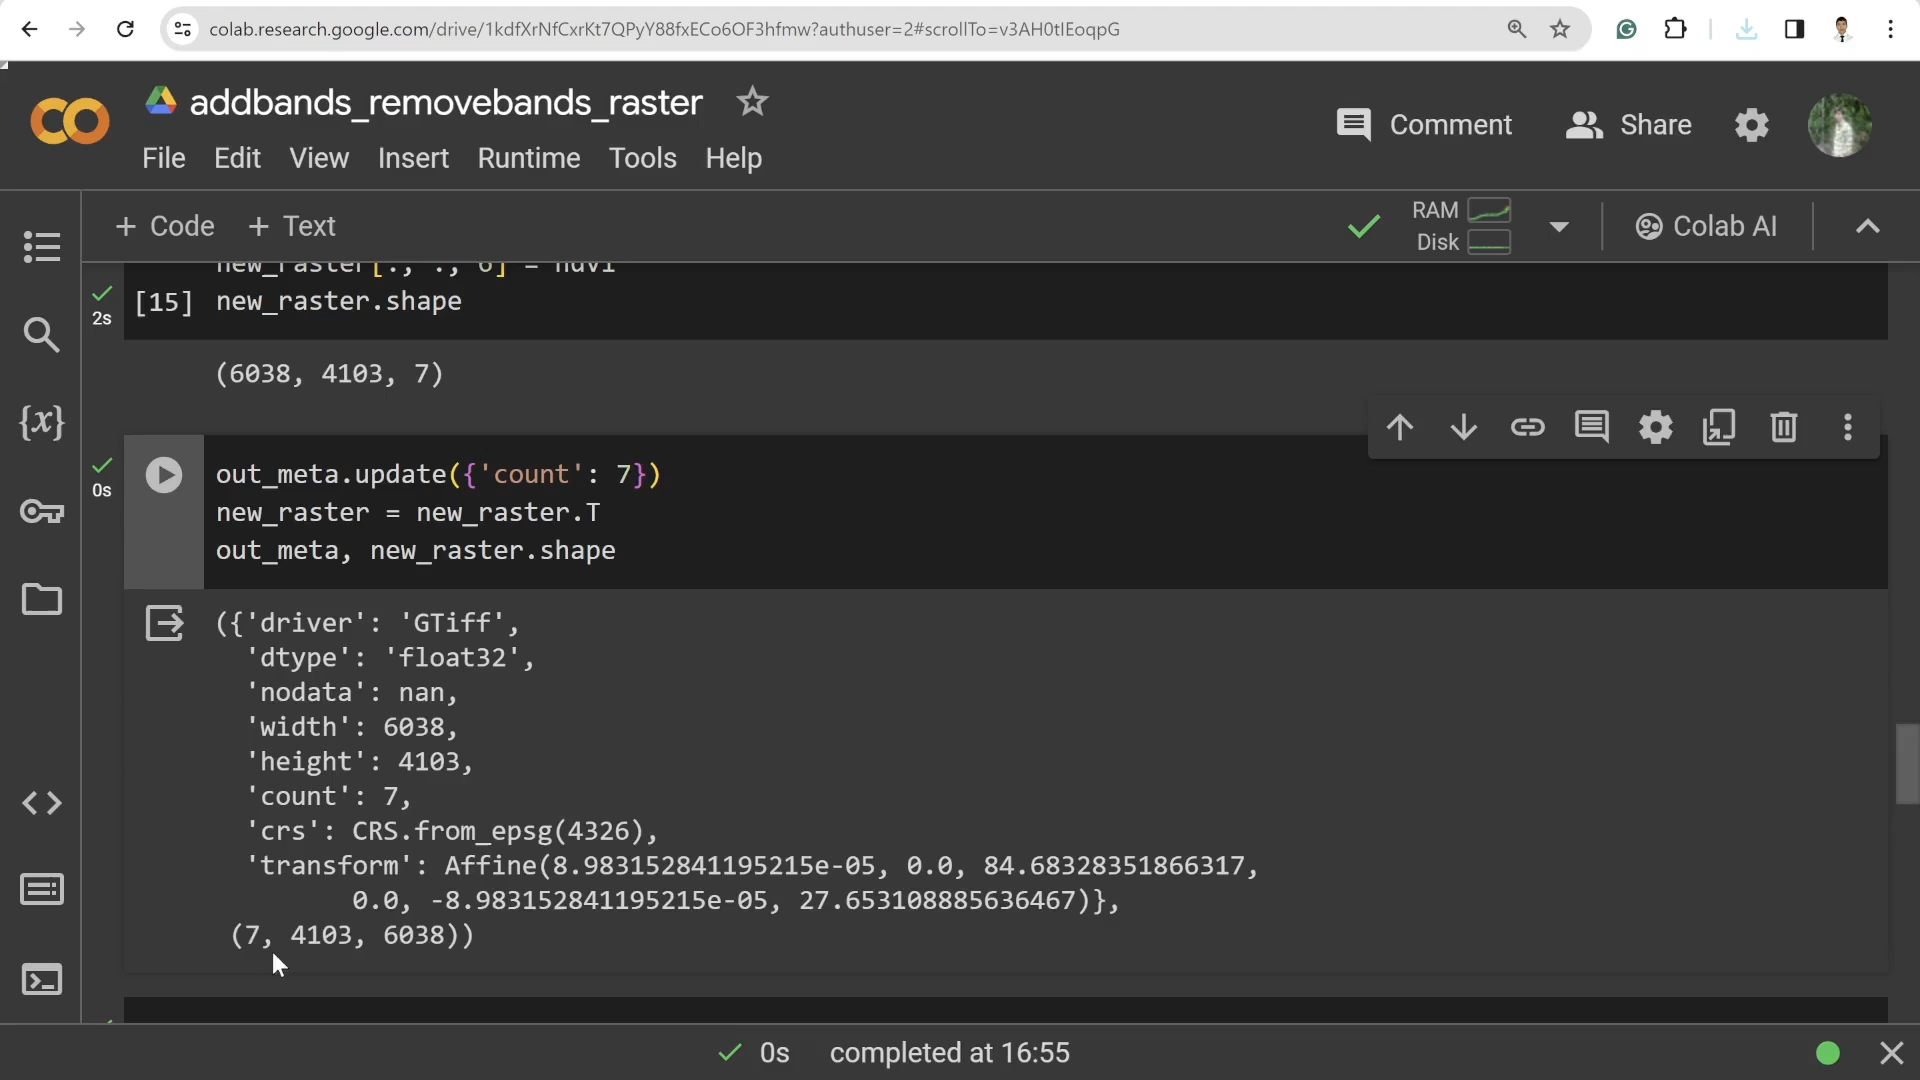 colab.research.google.com/drive/1kdfXrNfCxrKt7QPyY88fxECo6OF3hfmw?authuser=2#scrollTo=v3AH0tIEoqpG
addbands_removebands_raster
Comment
Share
File Edit View Insert Runtime Tools Help
+ Code + Text
RAM
Disk
Colab AI
new_raster[:, :, 6] = ndvi
2s
[15] new_raster.shape
(6038, 4103, 7)
{x}
0s
out_meta.update({'count': 7})
new_raster = new_raster.T
out_meta, new_raster.shape
({'driver': 'GTiff',
'dtype': 'float32',
'nodata': nan,
'width': 6038,
'height': 4103,
'count': 7,
'crs': CRS.from_epsg(4326),
'transform': Affine(8.983152841195215e-05, 0.0, 84.68328351866317,
0.0, -8.983152841195215e-05, 27.653108885636467)},
(7, 4103, 6038))
0s completed at 16:55